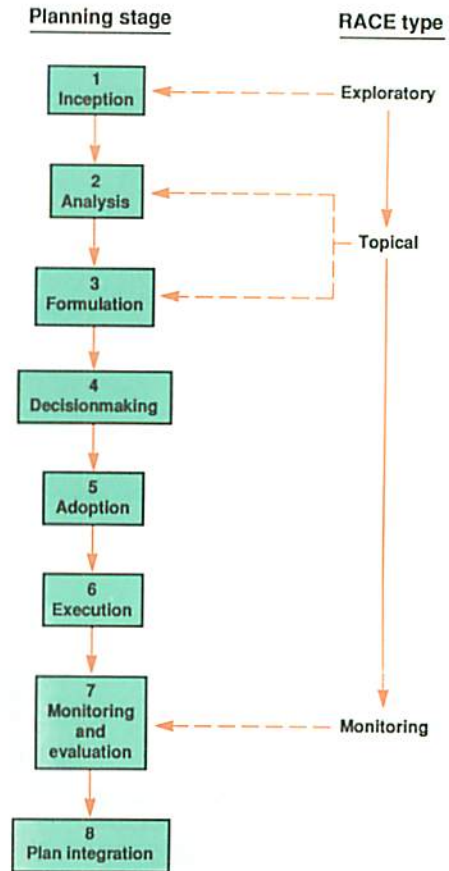 Planning stage
RACE type
1
Inception
Exploratory
2
Analysis
Topical
3
Formulation
4
Decisionmaking
5
Adoption
6
Execution
7
Monitoring
and
evaluation
Monitoring
8
Plan integration